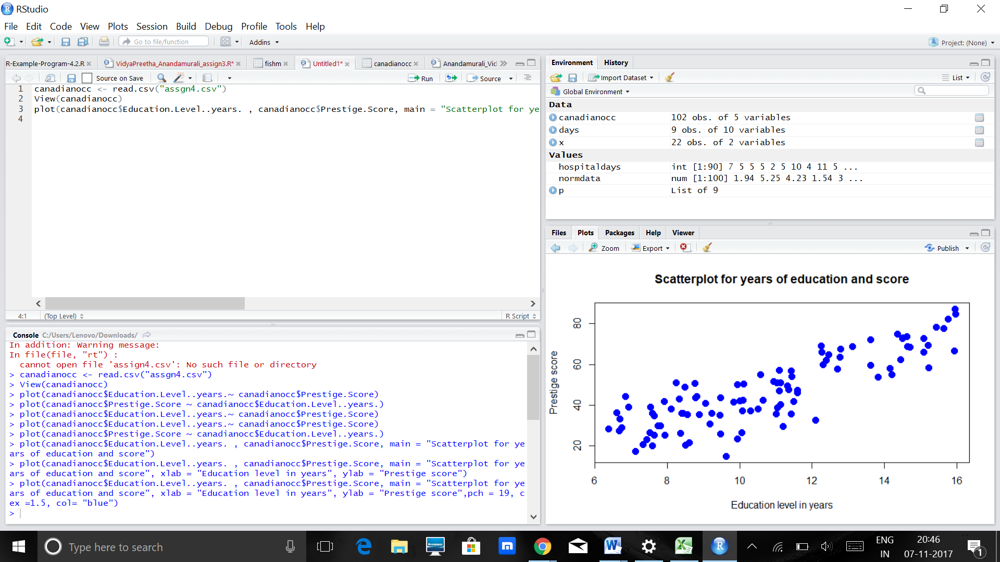 RStudio
File Edit Code View Plots Session Build Debug Profile Tools Help
Go to file/function
Addins
Project: (None)
R-Example-Program-4.2.R
VidyaPreetha_Anandamurali_assign3.R*
fishm
Untitled1*
canadianocc
Anandamurali_Vid
Source on Save
Run
Source
1 canadianocc <- read.csv("assgn4.csv")
2 View(canadianocc)
3 plot(canadianocc$Education.Level..years. , canadianocc$Prestige.Score, main = "Scatterplot for ye
4
4:1 (Top Level) R Script
Console C:/Users/Lenovo/Downloads/
In addition: Warning message:
In file(file, "rt") :
cannot open file 'assign4.csv': No such file or directory
> canadianocc <- read.csv("assgn4.csv")
> View(canadianocc)
> plot(canadianocc$Education.Level..years.~ canadianocc$Prestige.Score)
> plot(canadianocc$Prestige.Score ~ canadianocc$Education.Level..years.)
> plot(canadianocc$Education.Level..years.~ canadianocc$Prestige.Score)
> plot(canadianocc$Education.Level..years.~ canadianocc$Prestige.Score)
> plot(canadianocc$Prestige.Score ~ canadianocc$Education.Level..years.)
> plot(canadianocc$Education.Level..years. , canadianocc$Prestige.Score, main = "Scatterplot for ye
ars of education and score")
> plot(canadianocc$Education.Level..years. , canadianocc$Prestige.Score, main = "Scatterplot for ye
ars of education and score", xlab = "Education level in years", ylab = "Prestige score")
> plot(canadianocc$Education.Level..years. , canadianocc$Prestige.Score, main = "Scatterplot for ye
ars of education and score", xlab = "Education level in years", ylab = "Prestige score",pch = 19, c
ex =1.5, col= "blue")
>
Environment History
Import Dataset
List
Global Environment
Data
canadianocc 102 obs. of 5 variables
days 9 obs. of 10 variables
x 22 obs. of 2 variables
Values
hospitaldays int [1:90] 7 5 5 5 2 5 10 4 11 5 ...
normdata num [1:100] 1.94 5.25 4.23 1.54 3 ...
p List of 9
Files Plots Packages Help Viewer
Zoom Export Publish
Scatterplot for years of education and score
Prestige score
80
60
40
20
6 8 10 12 14 16
Education level in years
Type here to search
lenovo
ENG
IN
20:46
07-11-2017
1